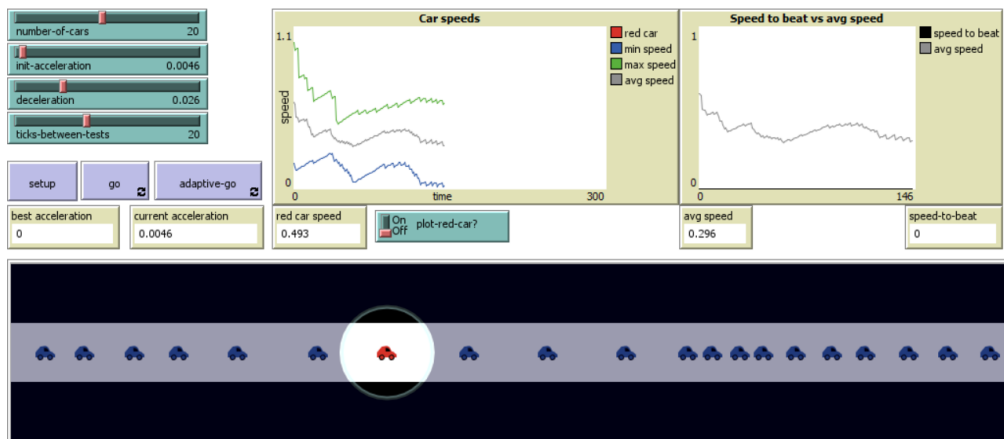 number-of-cars 20
init-acceleration 0.0046
deceleration 0.026
ticks-between-tests 20
setup
go
adaptive-go
best acceleration
0
current acceleration
0.0046
Car speeds
1.1
speed
0
0 time 300
red car
min speed
max speed
avg speed
red car speed
0.493
On
Off
plot-red-car?
Speed to beat vs avg speed
1
0
0 146
speed to beat
avg speed
avg speed
0.296
speed-to-beat
0